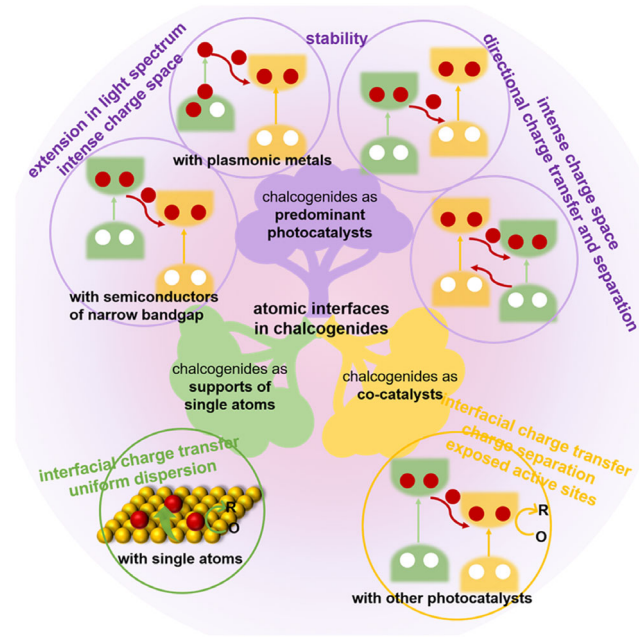 extension in light spectrum
intense charge space
stability
intense charge space
directional charge transfer and separation
with plasmonic metals
chalcogenides as
predominant
photocatalysts
with semiconductors
of narrow bandgap
atomic interfaces
in chalcogenides
chalcogenides as
supports of
single atoms
chalcogenides as
co-catalysts
interfacial charge transfer
uniform dispersion
R
O
with single atoms
interfacial charge transfer
charge separation
exposed active sites
R
O
with other photocatalysts